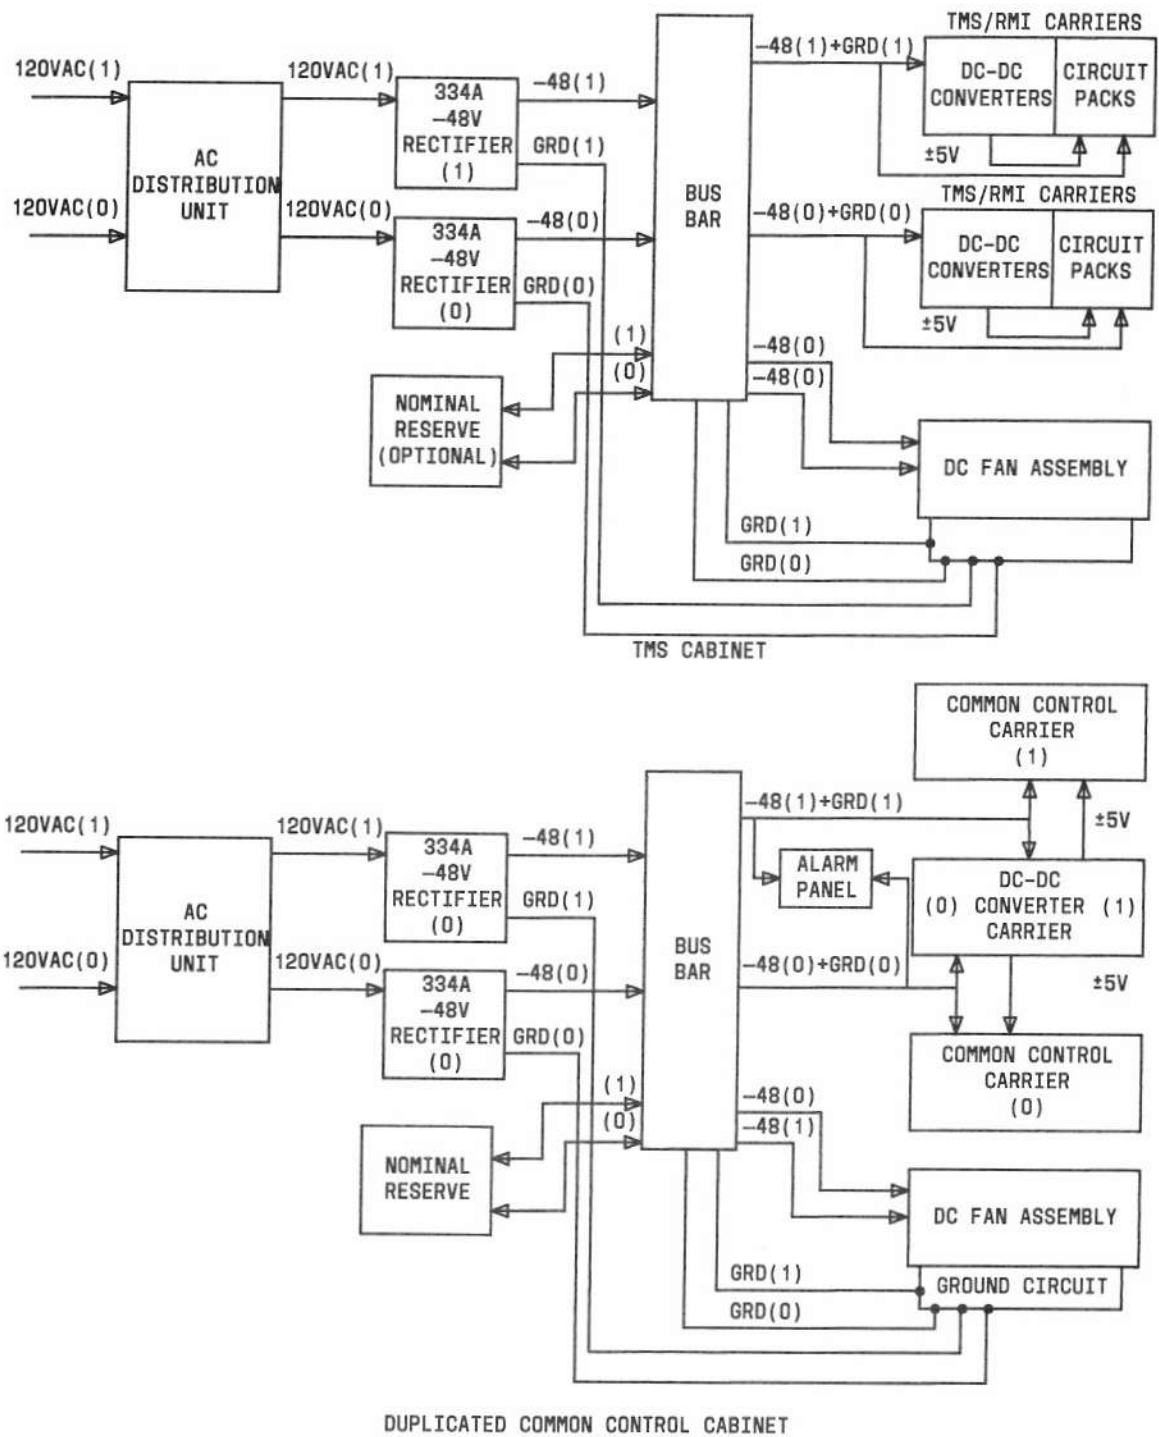 TMS/RMI CARRIERS
120VAC(1)
120VAC(1)
334A
-48V
RECTIFIER
(1)
-48(1)
GRD(1)
-48(1)+GRD(1)
DC-DC
CONVERTERS
CIRCUIT
PACKS
±5V
AC
DISTRIBUTION
UNIT
BUS
BAR
TMS/RMI CARRIERS
120VAC(0)
120VAC(0)
334A
-48V
RECTIFIER
(0)
-48(0)
GRD(0)
-48(0)+GRD(0)
DC-DC
CONVERTERS
CIRCUIT
PACKS
±5V
(1)
(0)
-48(0)
-48(0)
NOMINAL
RESERVE
(OPTIONAL)
DC FAN ASSEMBLY
GRD(1)
GRD(0)
TMS CABINET
COMMON CONTROL
CARRIER
(1)
120VAC(1)
120VAC(1)
334A
-48V
RECTIFIER
(0)
-48(1)
GRD(1)
-48(1)+GRD(1)
±5V
ALARM
PANEL
DC-DC
(0) CONVERTER (1)
CARRIER
AC
DISTRIBUTION
UNIT
BUS
BAR
120VAC(0)
120VAC(0)
334A
-48V
RECTIFIER
(0)
-48(0)
GRD(0)
-48(0)+GRD(0)
±5V
COMMON CONTROL
CARRIER
(0)
(1)
(0)
-48(0)
-48(1)
NOMINAL
RESERVE
DC FAN ASSEMBLY
GRD(1)
GROUND CIRCUIT
GRD(0)
DUPLICATED COMMON CONTROL CABINET